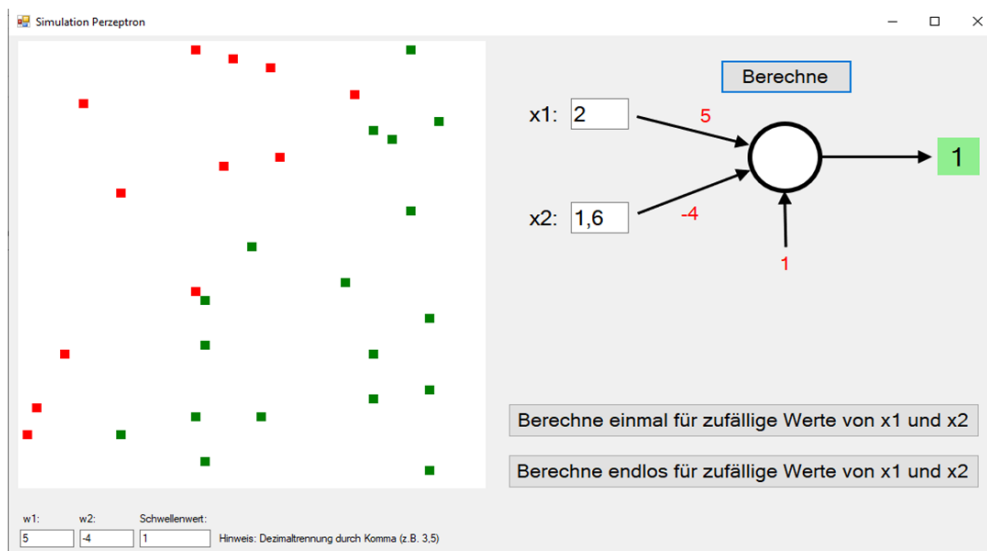 Simulation Perzeptron
Berechne
x1: 2
5
1
x2: 1,6
-4
1
Berechne einmal für zufällige Werte von x1 und x2
Berechne endlos für zufällige Werte von x1 und x2
w1: w2: Schwellenwert:
5 -4 1 Hinweis: Dezimaltrennung durch Komma (z.B. 3,5)